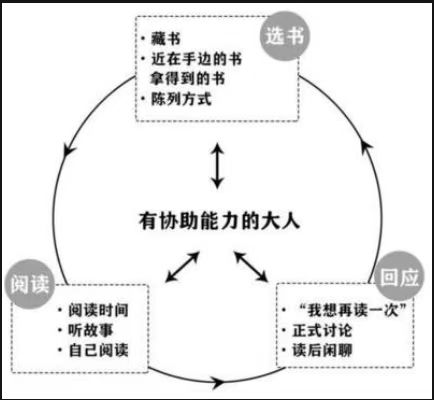 选书
· 藏书
· 近在手边的书
拿得到的书
· 陈列方式
有协助能力的大人
阅读
· 阅读时间
· 听故事
· 自己阅读
回应
· “我想再读一次”
· 正式讨论
· 读后闲聊